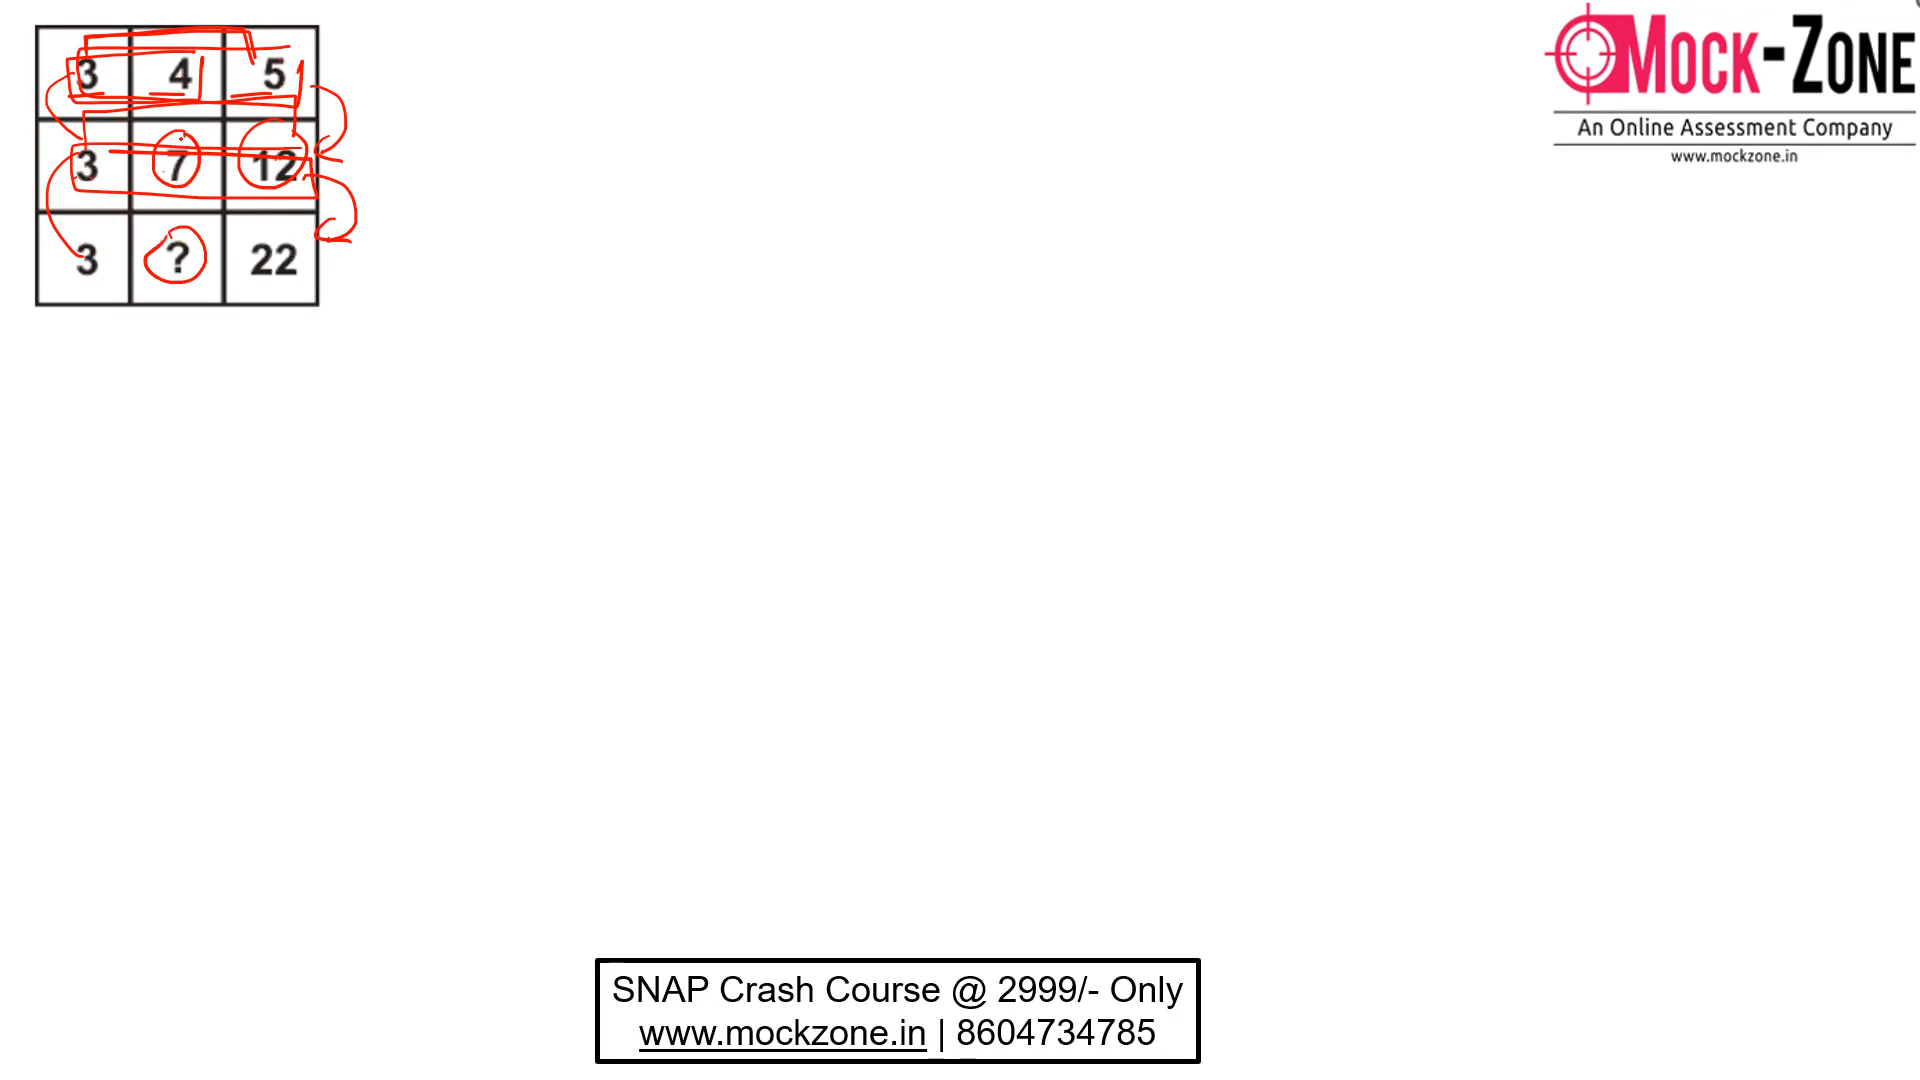 3 4 5
3 7 12
3 ? 22
MOCK-ZONE
An Online Assessment Company
www.mockzone.in
SNAP Crash Course @ 2999/- Only
www.mockzone.in | 8604734785